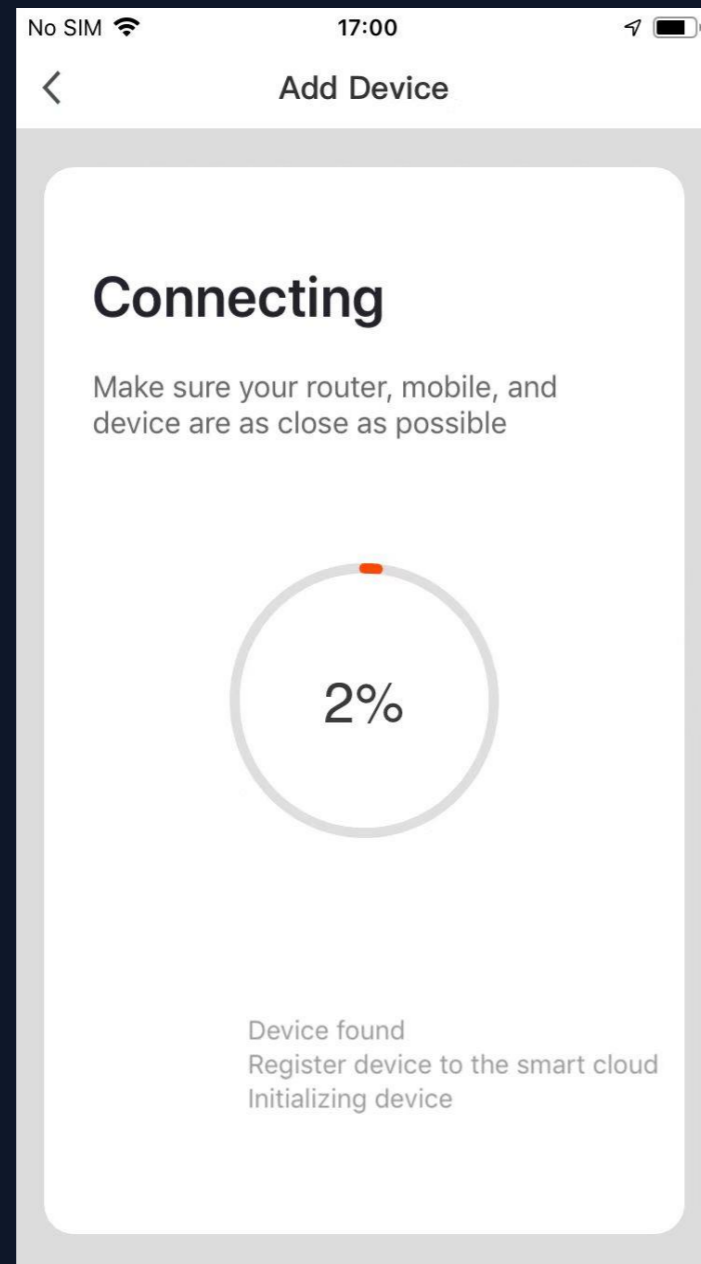 No SIM
17:00
Add Device
Connecting
Make sure your router, mobile, and
device are as close as possible
2%
Device found
Register device to the smart cloud
Initializing device